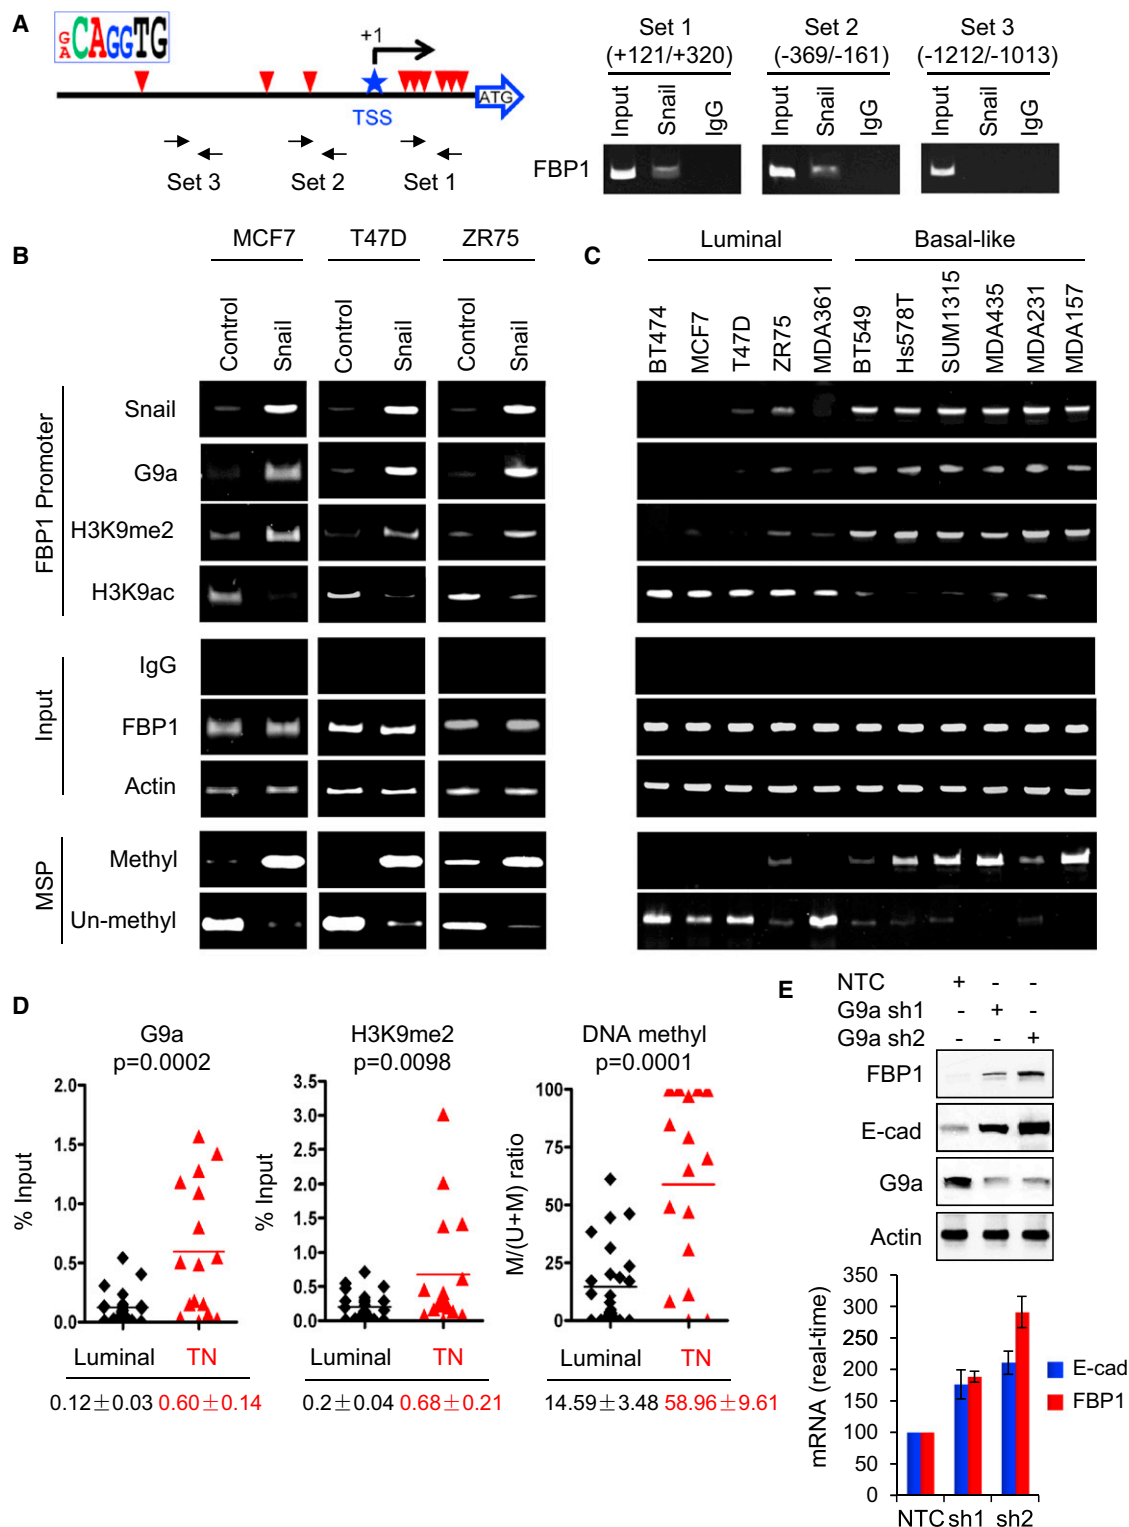 A
GACAGGTG
+1
TSS
ATG
Set 3
Set 2
Set 1
Set 1
(+121/+320)
Set 2
(-369/-161)
Set 3
(-1212/-1013)
Input
Snail
IgG
Input
Snail
IgG
Input
Snail
IgG
FBP1
B
MCF7
T47D
ZR75
Control
Snail
Control
Snail
Control
Snail
FBP1 Promoter
Snail
G9a
H3K9me2
H3K9ac
Input
IgG
FBP1
Actin
MSP
Methyl
Un-methyl
C
Luminal
Basal-like
BT474
MCF7
T47D
ZR75
MDA361
BT549
Hs578T
SUM1315
MDA435
MDA231
MDA157
D
G9a
p=0.0002
% Input
2.0
1.5
1.0
0.5
0.0
Luminal
TN
0.12±0.03
0.60±0.14
H3K9me2
p=0.0098
% Input
3.5
3.0
2.5
2.0
1.5
1.0
0.5
0.0
Luminal
TN
0.2±0.04
0.68±0.21
DNA methyl
p=0.0001
M/(U+M) ratio
100
75
50
25
0
Luminal
TN
14.59±3.48
58.96±9.61
E
NTC + - -
G9a sh1 - + -
G9a sh2 - - +
FBP1
E-cad
G9a
Actin
mRNA (real-time)
350
300
250
200
150
100
50
0
NTC
sh1
sh2
E-cad
FBP1